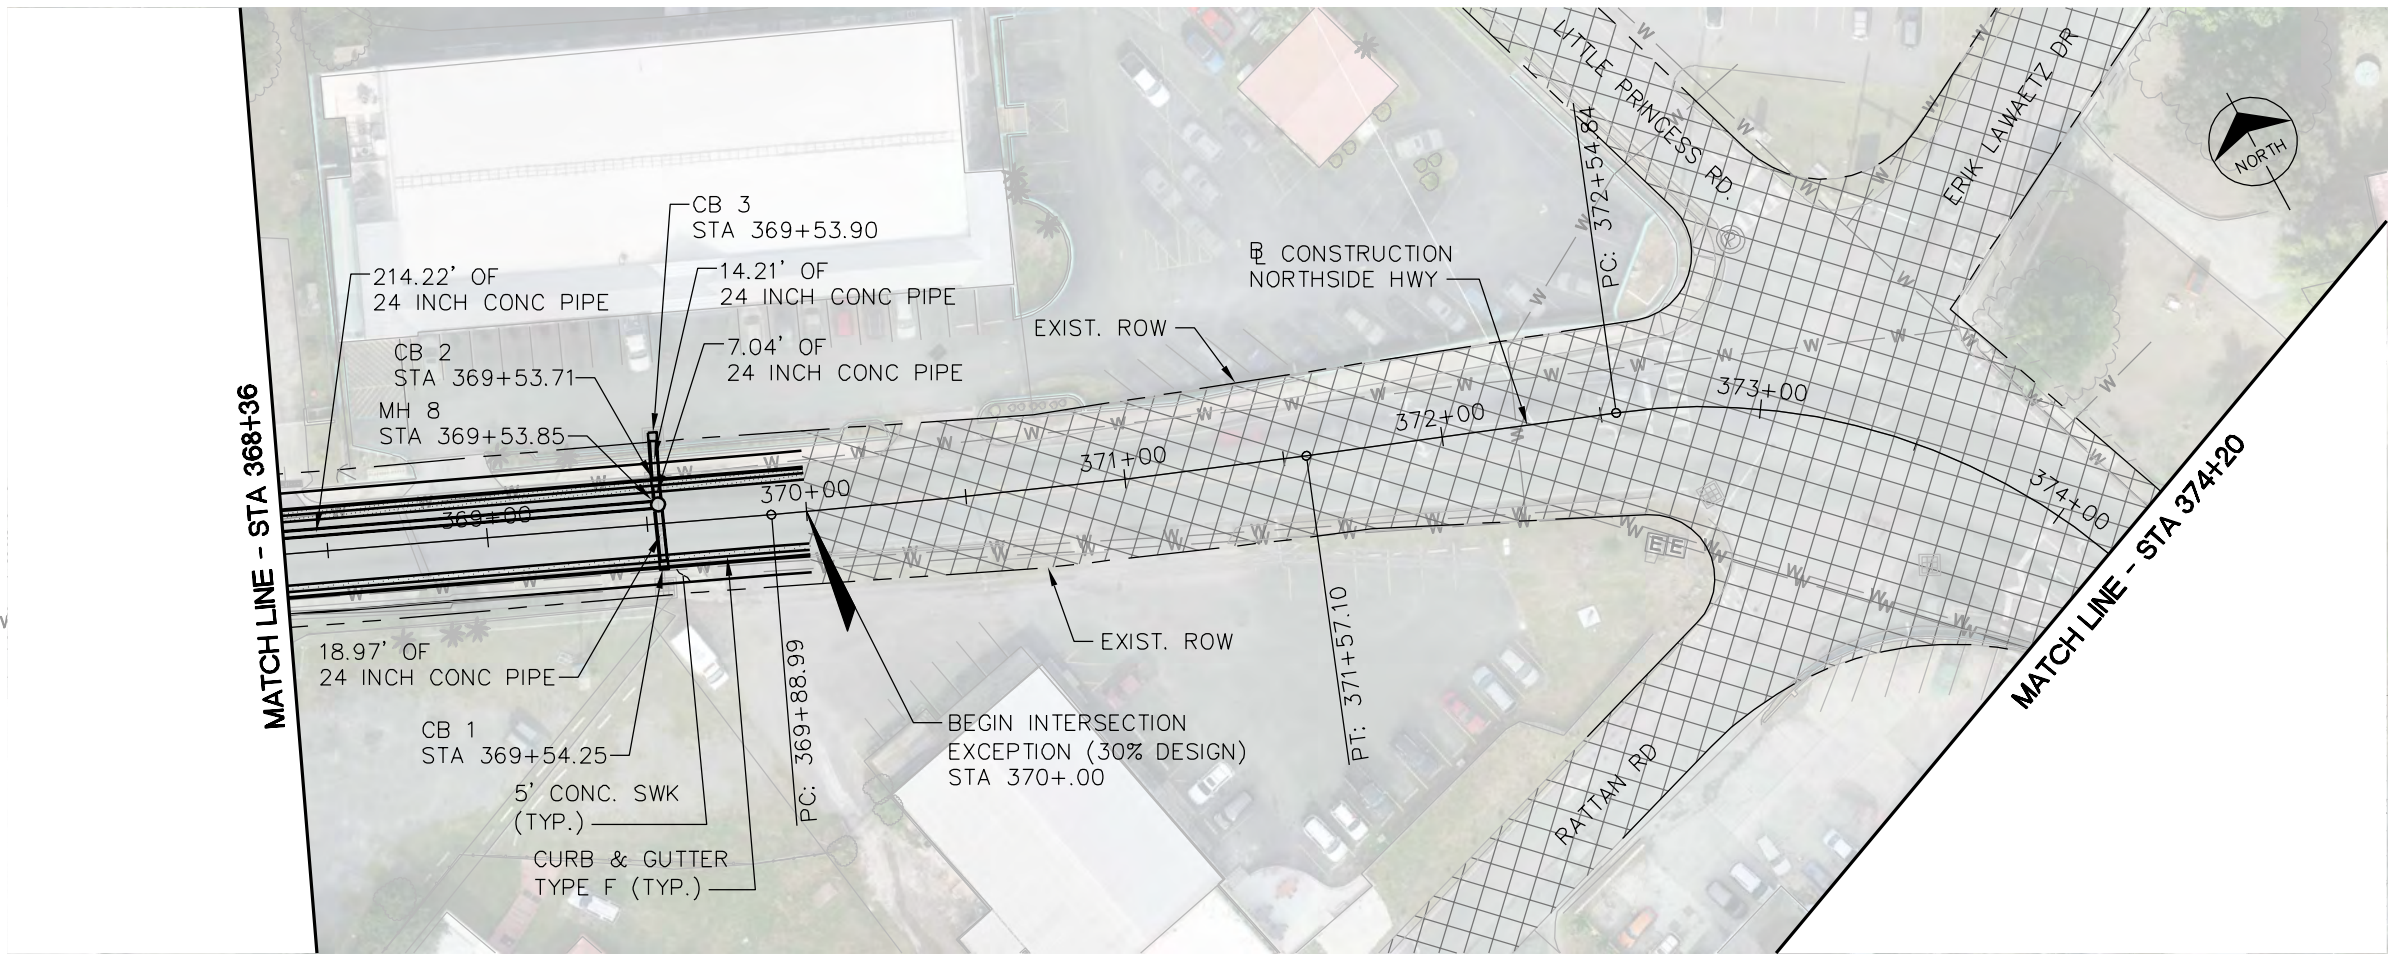 LITTLE PRINCESS RD.
ERIK LAWAETZ DR
NORTH
CB 3
STA 369+53.90
214.22' OF
24 INCH CONC PIPE
14.21' OF
24 INCH CONC PIPE
BL CONSTRUCTION
NORTHSIDE HWY
PC: 372+54.84
EXIST. ROW
CB 2
STA 369+53.71
7.04' OF
24 INCH CONC PIPE
MH 8
STA 369+53.85
MATCH LINE - STA 368+36
369+00
370+00
371+00
372+00
373+00
374+00
MATCH LINE - STA 374+20
E E
18.97' OF
24 INCH CONC PIPE
EXIST. ROW
PC: 369+88.99
PT: 371+57.10
CB 1
STA 369+54.25
BEGIN INTERSECTION
EXCEPTION (30% DESIGN)
STA 370+.00
5' CONC. SWK
(TYP.)
CURB & GUTTER
TYPE F (TYP.)
RATTAN RD